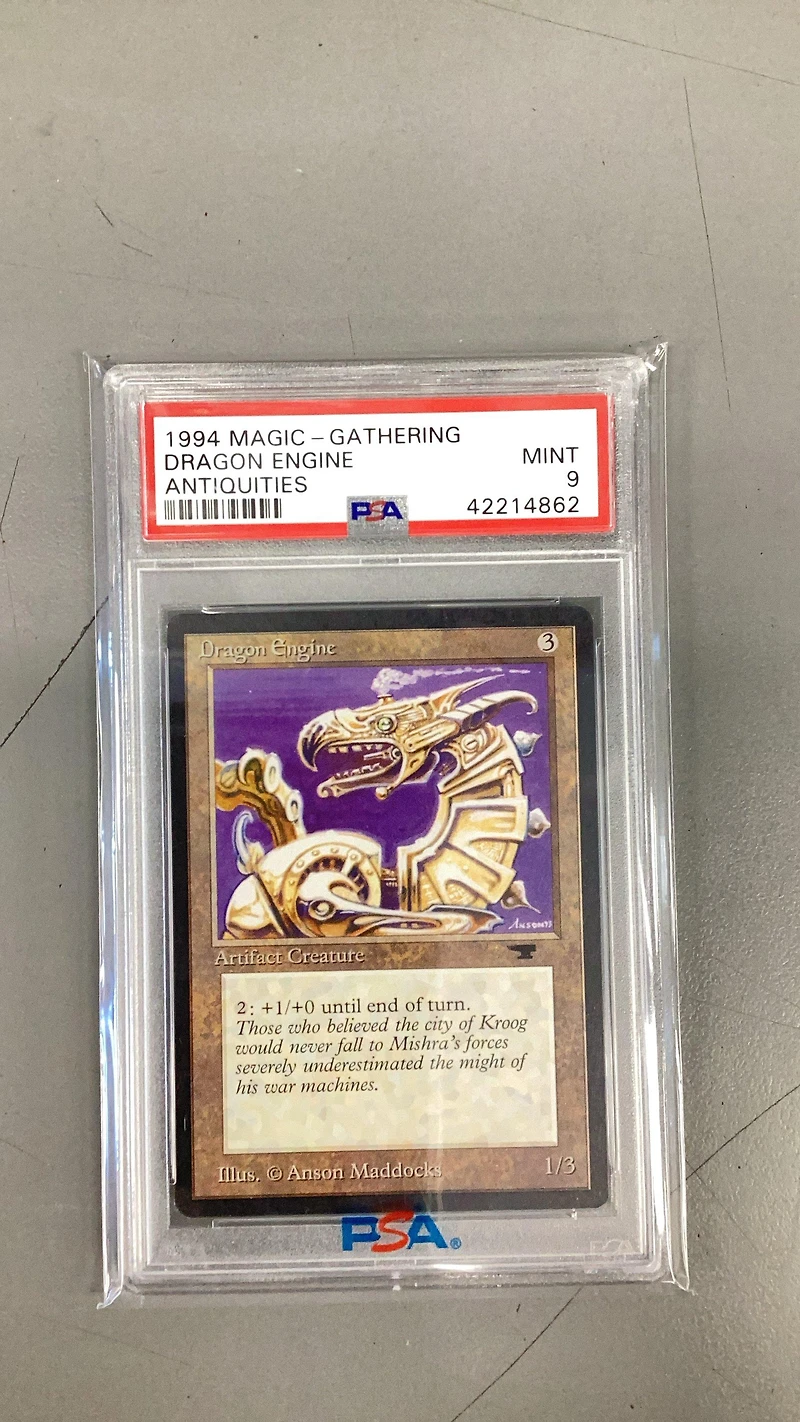 1994 MAGIC – GATHERING
DRAGON ENGINE MINT
ANTIQUITIES 9
PSA 42214862
Dragon Engine 3
ANSON93
Artifact Creature
2: +1/+0 until end of turn.
Those who believed the city of Kroog
would never fall to Mishra's forces
severely underestimated the might of
his war machines.
Illus. © Anson Maddocks 1/3
PSA®
PSA